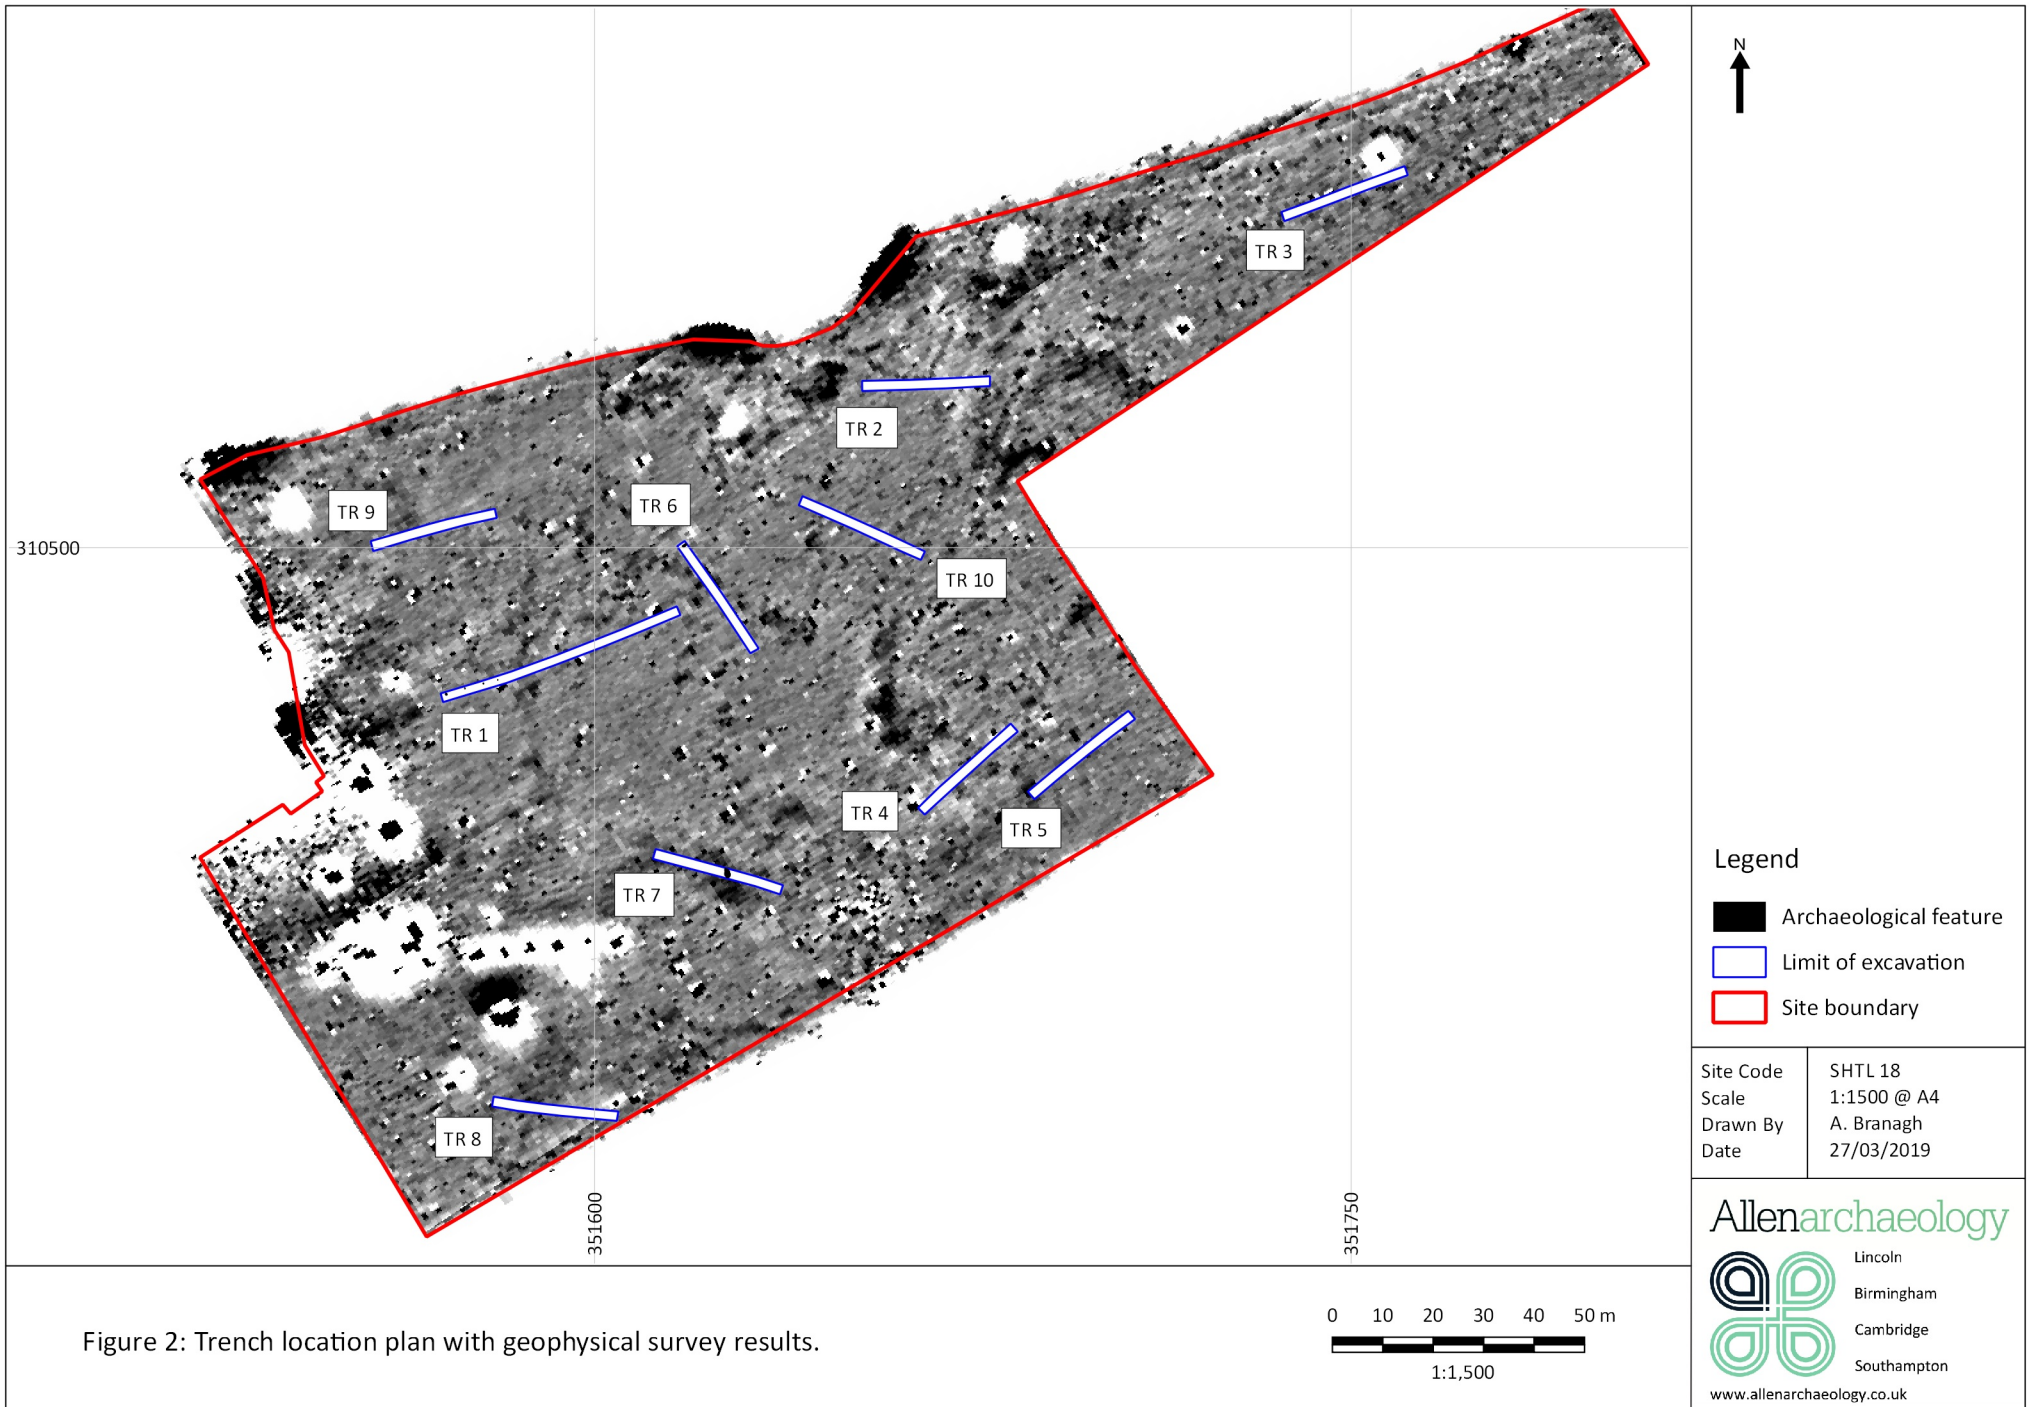 N
TR 3
TR 2
TR 9
TR 6
310500
TR 10
TR 1
TR 4
TR 5
TR 7
TR 8
351600
351750
Legend
Archaeological feature
Limit of excavation
Site boundary
Site Code SHTL 18
Scale 1:1500 @ A4
Drawn By A. Branagh
Date 27/03/2019
Allenarchaeology
Lincoln
Birmingham
Cambridge
Southampton
www.allenarchaeology.co.uk
0 10 20 30 40 50 m
1:1,500
Figure 2: Trench location plan with geophysical survey results.